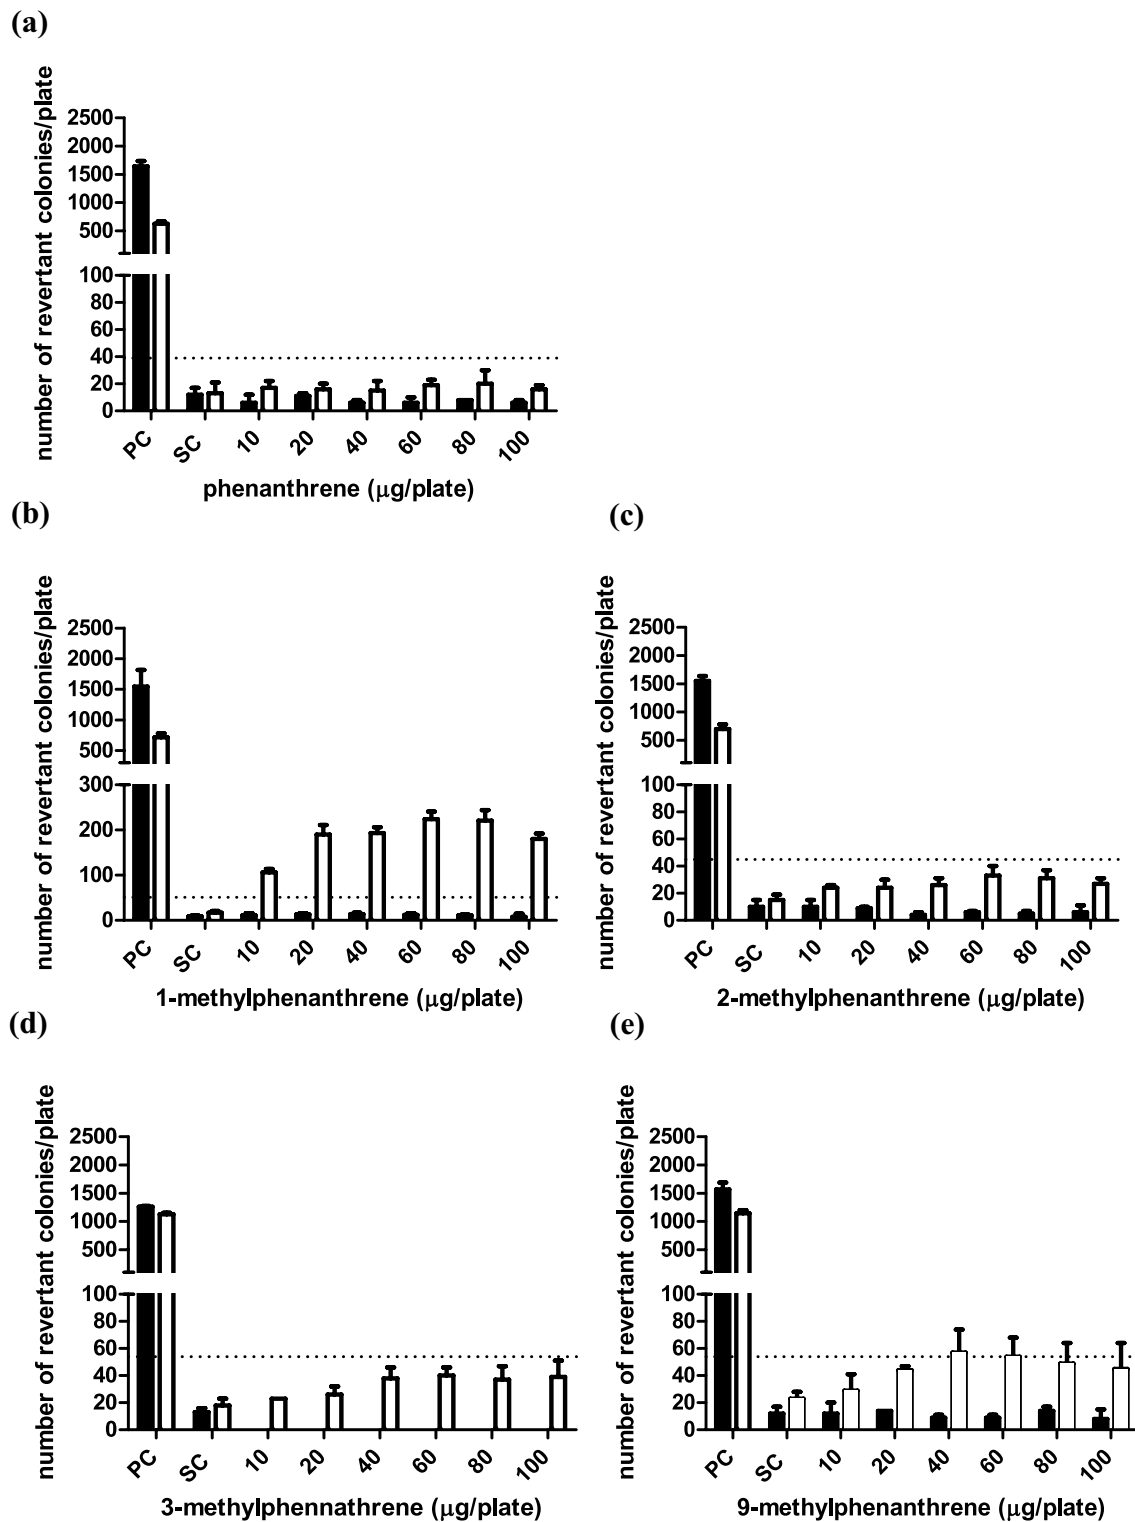 (a)
number of revertant colonies/plate
2500
2000
1500
1000
500
100
80
60
40
20
0
PC SC 10 20 40 60 80 100
phenanthrene (μg/plate)
(b)
number of revertant colonies/plate
2500
2000
1500
1000
500
300
200
100
0
PC SC 10 20 40 60 80 100
1-methylphenanthrene (μg/plate)
(c)
number of revertant colonies/plate
2500
2000
1500
1000
500
100
80
60
40
20
0
PC SC 10 20 40 60 80 100
2-methylphenanthrene (μg/plate)
(d)
number of revertant colonies/plate
2500
2000
1500
1000
500
100
80
60
40
20
0
PC SC 10 20 40 60 80 100
3-methylphennathrene (μg/plate)
(e)
number of revertant colonies/plate
2500
2000
1500
1000
500
100
80
60
40
20
0
PC SC 10 20 40 60 80 100
9-methylphenanthrene (μg/plate)